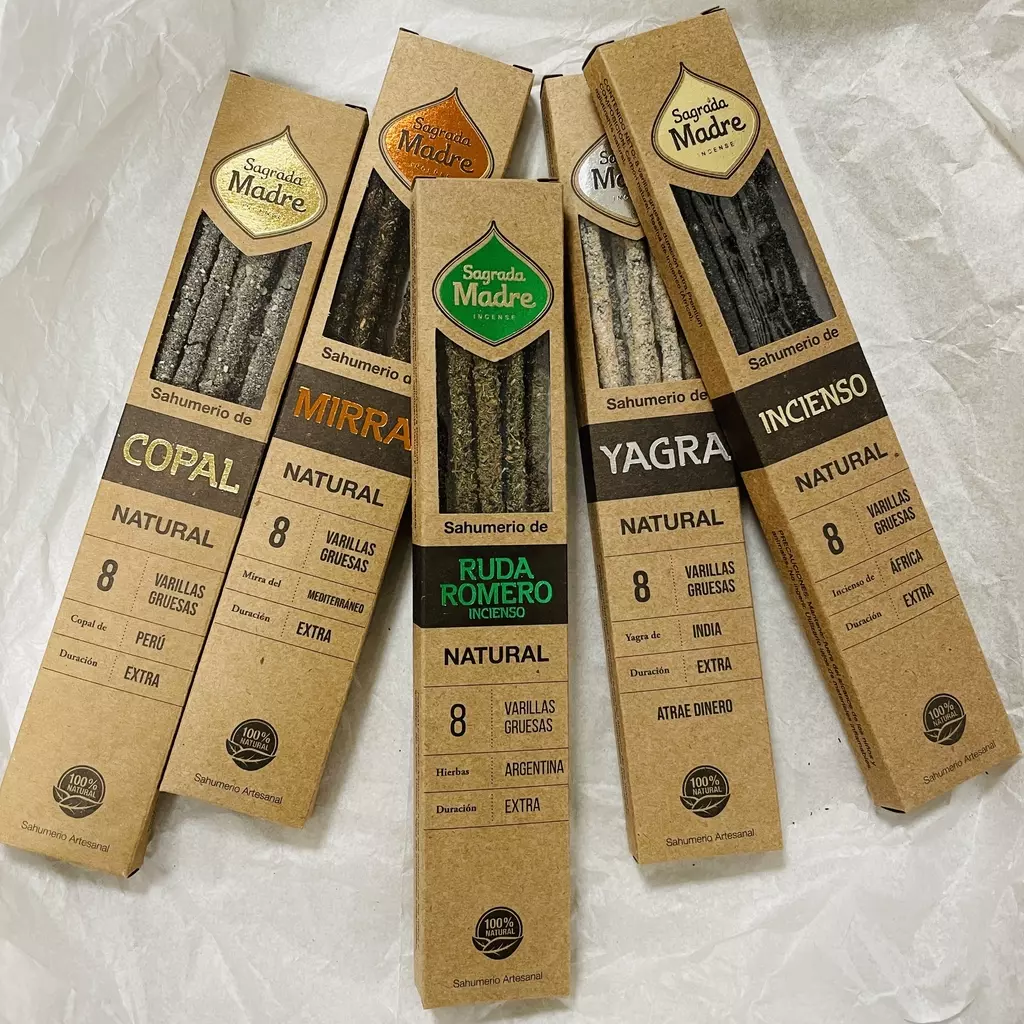 Sagrada
Madre
INCENSE
Sahumerio de
COPAL
NATURAL
8
VARILLAS
GRUESAS
Copal de
PERÚ
Duración
EXTRA
100%
NATURAL
Sahumerio Artesanal
Sagrada
Madre
Sahumerio d
MIRRA
NATURAL
8
VARILLAS
GRUESAS
Mirra del
MEDITERRÁNEO
Duración
EXTRA
100%
NATURAL
Sahumerio Artesanal
Sagrada
Madre
INCENSE
Sahumerio de
RUDA
ROMERO
INCIENSO
NATURAL
8
VARILLAS
GRUESAS
Hierbas
ARGENTINA
Duración
EXTRA
100%
NATURAL
Sahumerio Artesanal
Sahumerio de
YAGRA
NATURAL
8
VARILLAS
GRUESAS
Yagra de
INDIA
Duración
EXTRA
ATRAE DINERO
100%
NATURAL
Sahumerio Artesanal
Sagrada
Madre
INCENSE
Sahumerio de
INCIENSO
NATURAL
8
VARILLAS
GRUESAS
Incienso de
ÁFRICA
Duración
EXTRA
100%
NATURAL
Sahumerio Artesanal